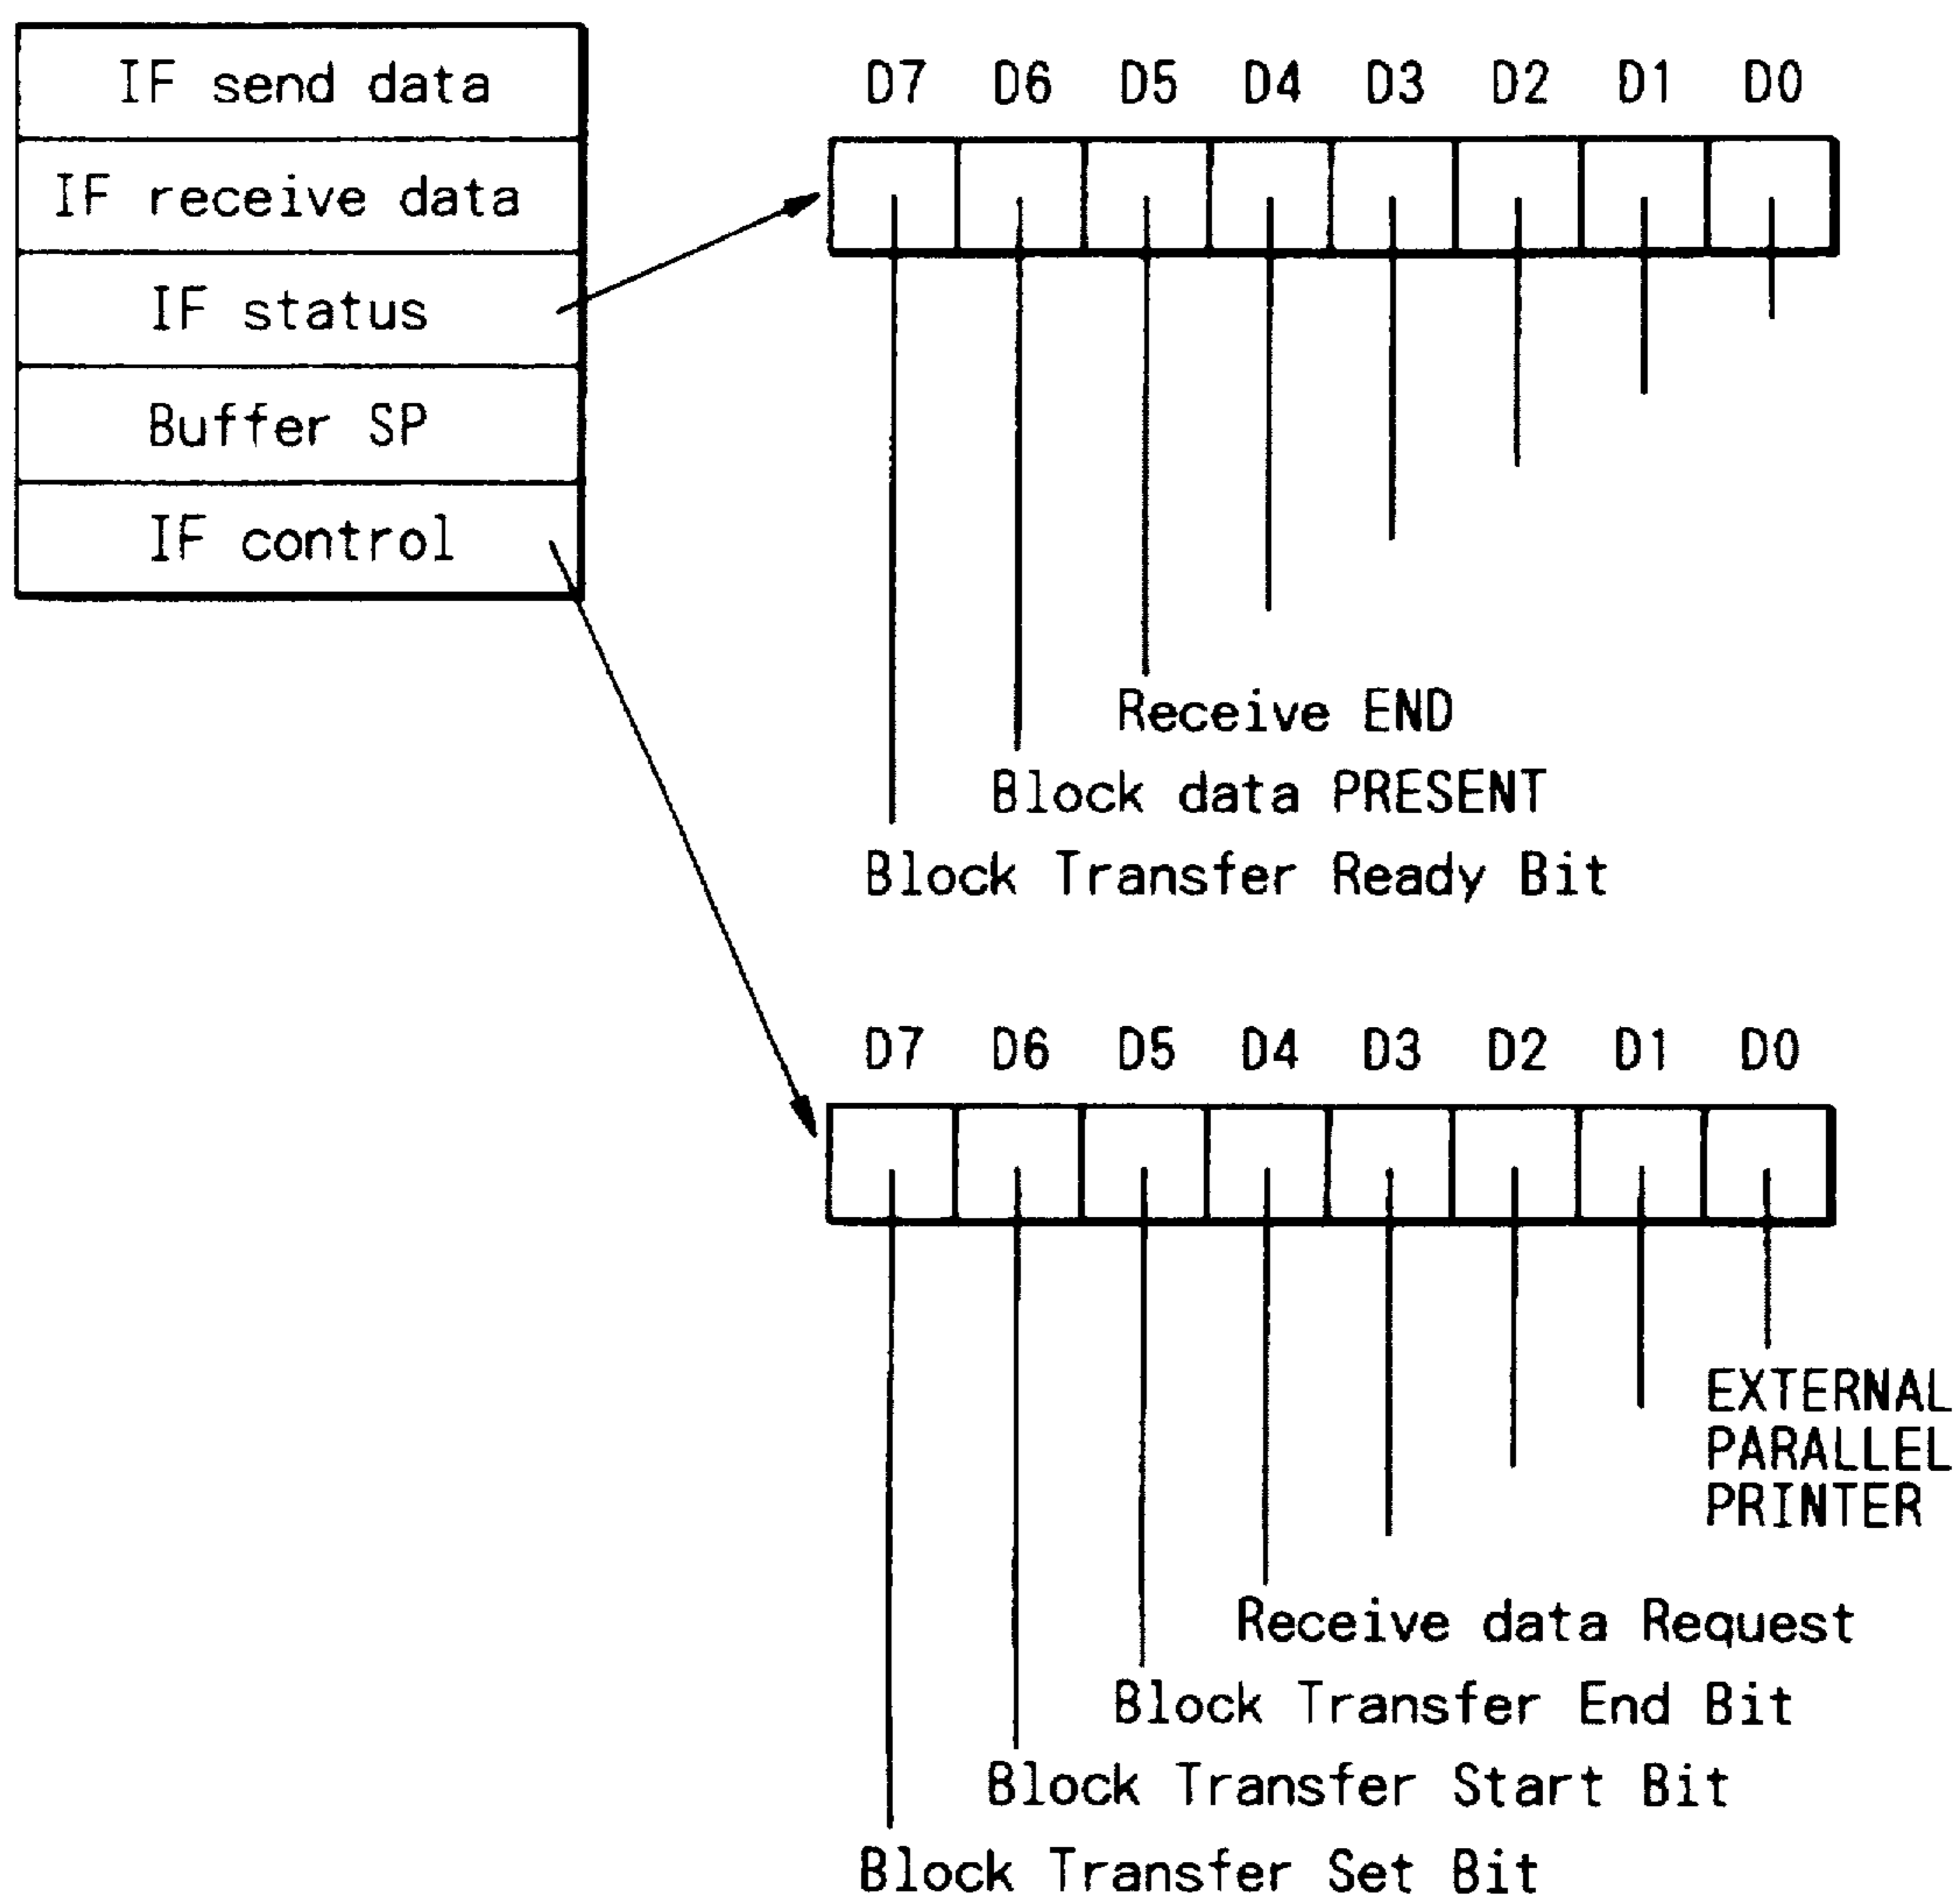 IF send data
IF receive data
IF status
Buffer SP
IF control
D7 D6 D5 D4 D3 D2 D1 D0
Receive END
Block data PRESENT
Block Transfer Ready Bit
D7 D6 D5 D4 D3 D2 D1 D0
EXTERNAL
PARALLEL
PRINTER
Receive data Request
Block Transfer End Bit
Block Transfer Start Bit
Block Transfer Set Bit